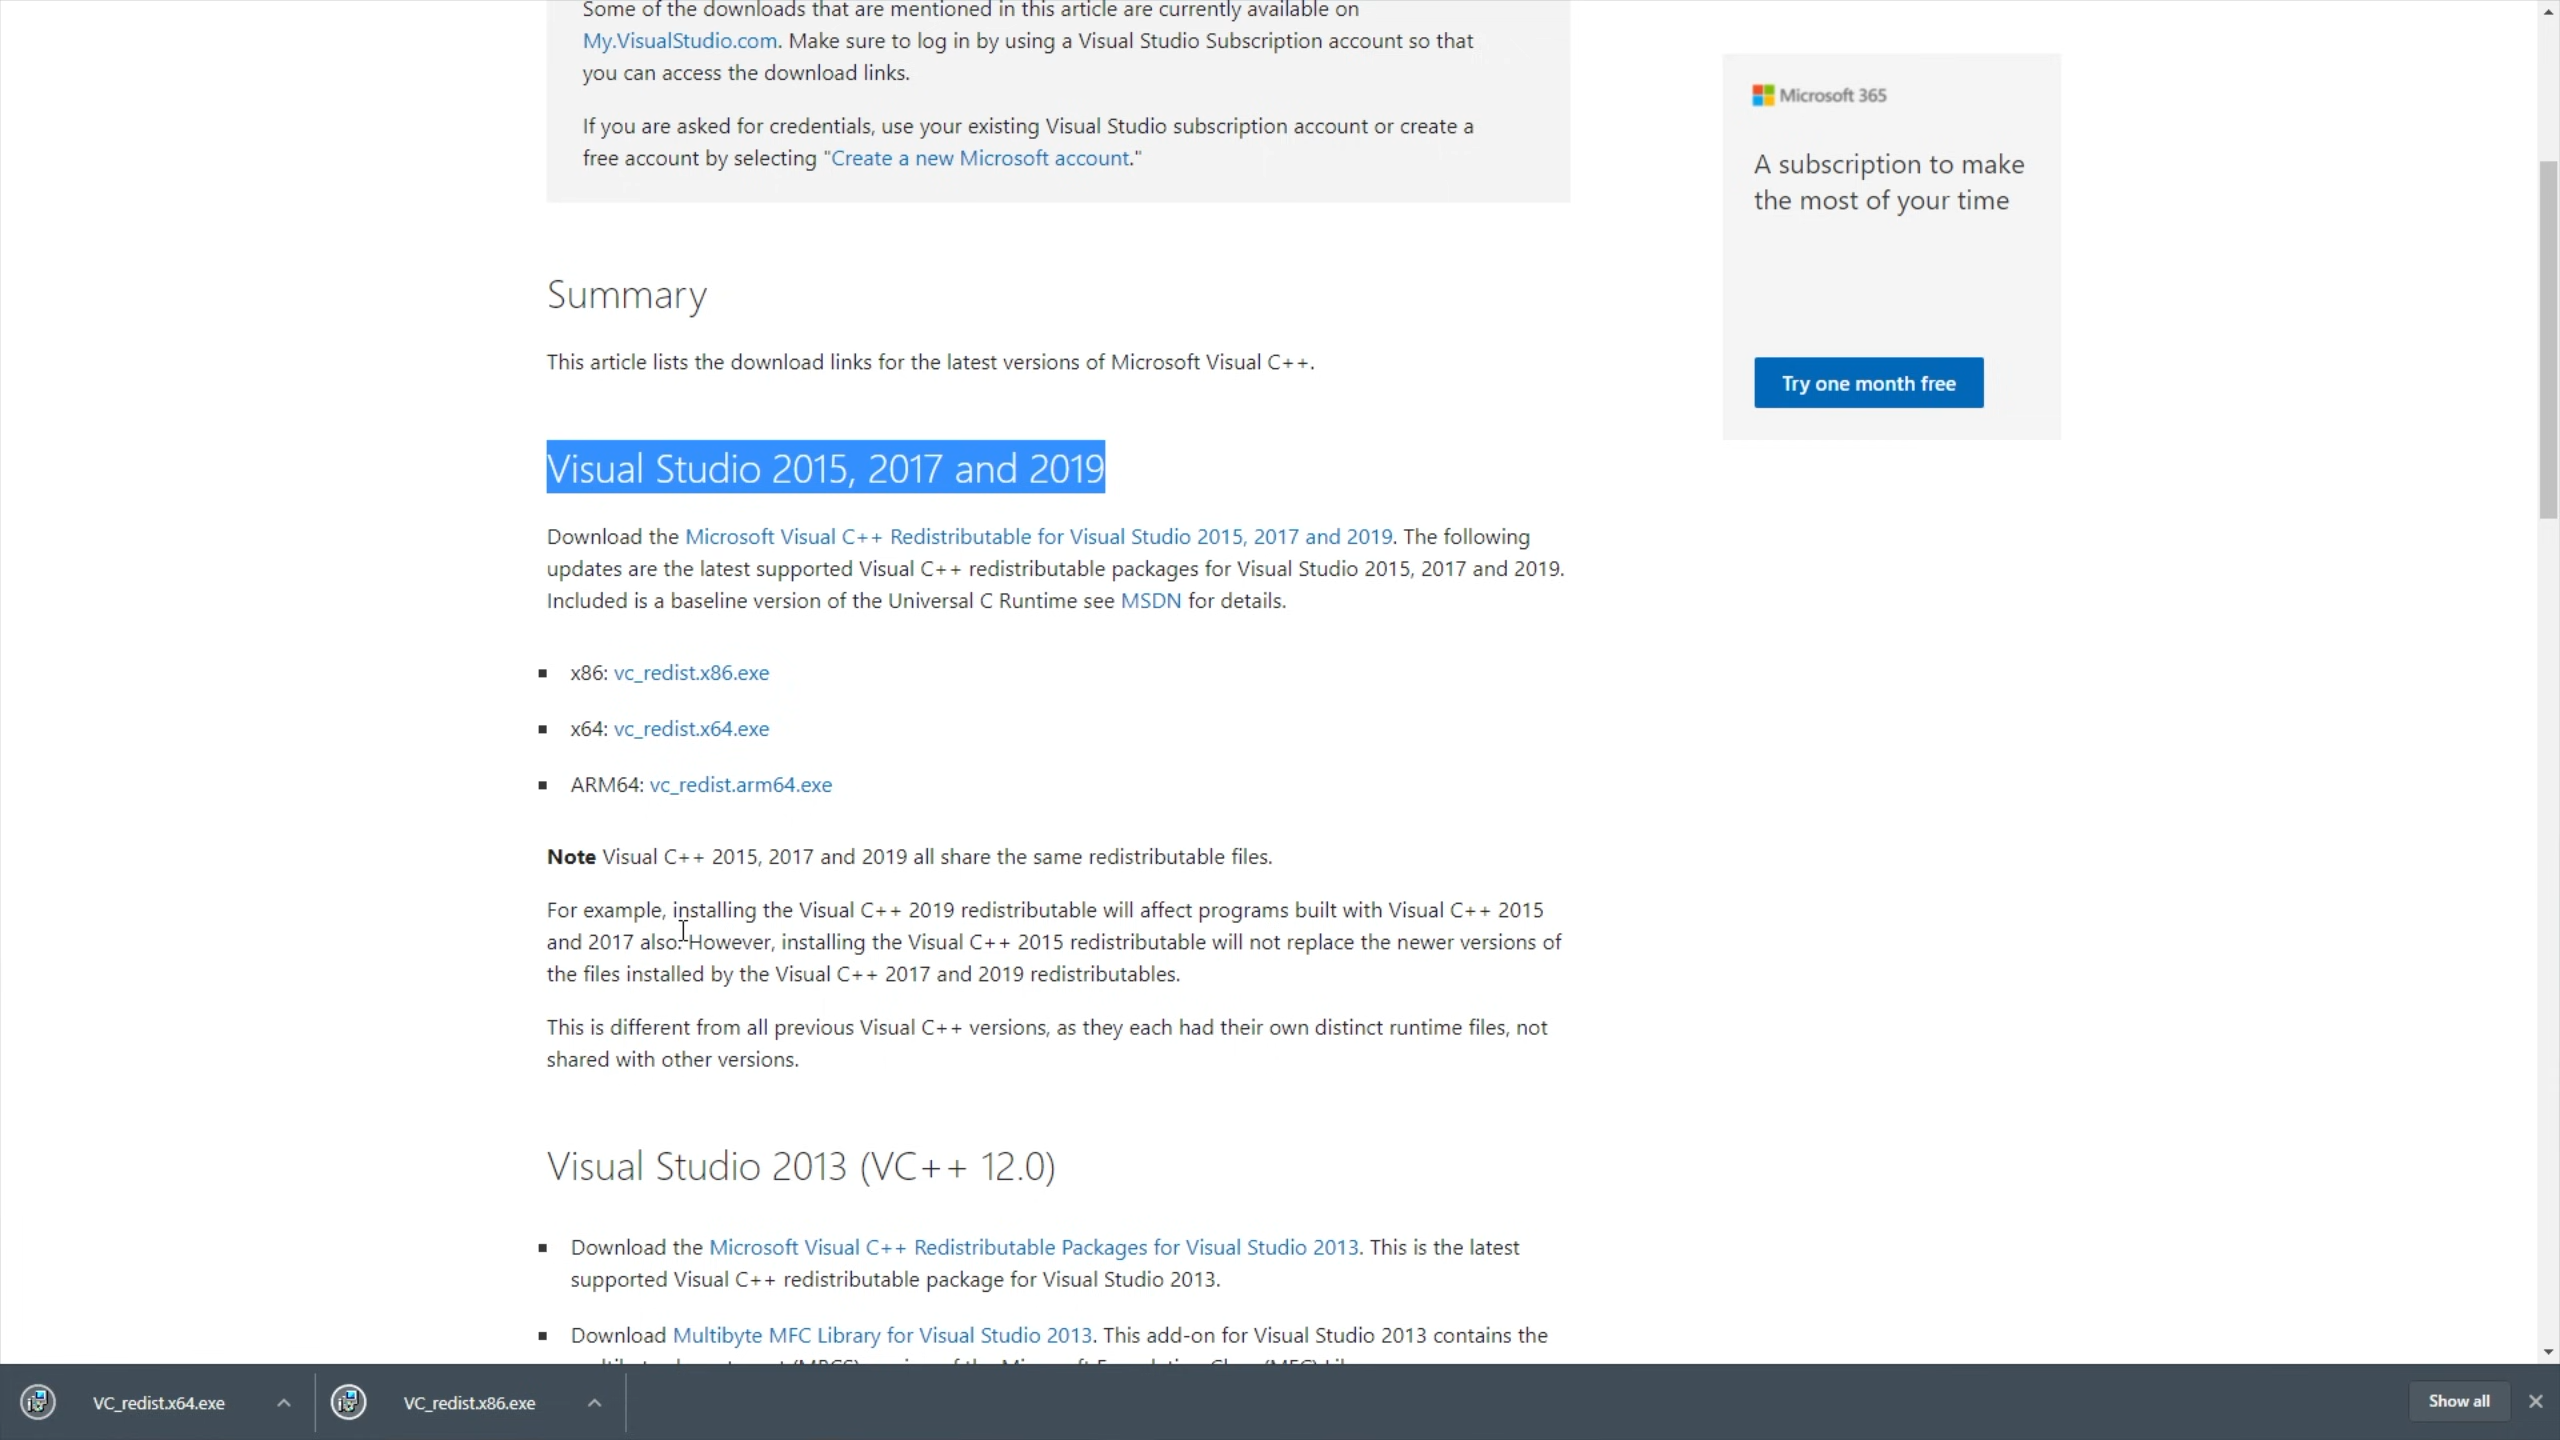 Some of the downloads that are mentioned in this article are currently available on
My.VisualStudio.com. Make sure to log in by using a Visual Studio Subscription account so that
you can access the download links.
If you are asked for credentials, use your existing Visual Studio subscription account or create a
free account by selecting "Create a new Microsoft account."
Microsoft 365
A subscription to make
the most of your time
Try one month free
Summary
This article lists the download links for the latest versions of Microsoft Visual C++.
Visual Studio 2015, 2017 and 2019
Download the Microsoft Visual C++ Redistributable for Visual Studio 2015, 2017 and 2019. The following
updates are the latest supported Visual C++ redistributable packages for Visual Studio 2015, 2017 and 2019.
Included is a baseline version of the Universal C Runtime see MSDN for details.
x86: vc_redist.x86.exe
x64: vc_redist.x64.exe
ARM64: vc_redist.arm64.exe
Note Visual C++ 2015, 2017 and 2019 all share the same redistributable files.
For example, installing the Visual C++ 2019 redistributable will affect programs built with Visual C++ 2015
and 2017 also. However, installing the Visual C++ 2015 redistributable will not replace the newer versions of
the files installed by the Visual C++ 2017 and 2019 redistributables.
This is different from all previous Visual C++ versions, as they each had their own distinct runtime files, not
shared with other versions.
Visual Studio 2013 (VC++ 12.0)
Download the Microsoft Visual C++ Redistributable Packages for Visual Studio 2013. This is the latest
supported Visual C++ redistributable package for Visual Studio 2013.
Download Multibyte MFC Library for Visual Studio 2013. This add-on for Visual Studio 2013 contains the
VC_redist.x64.exe
VC_redist.x86.exe
Show all